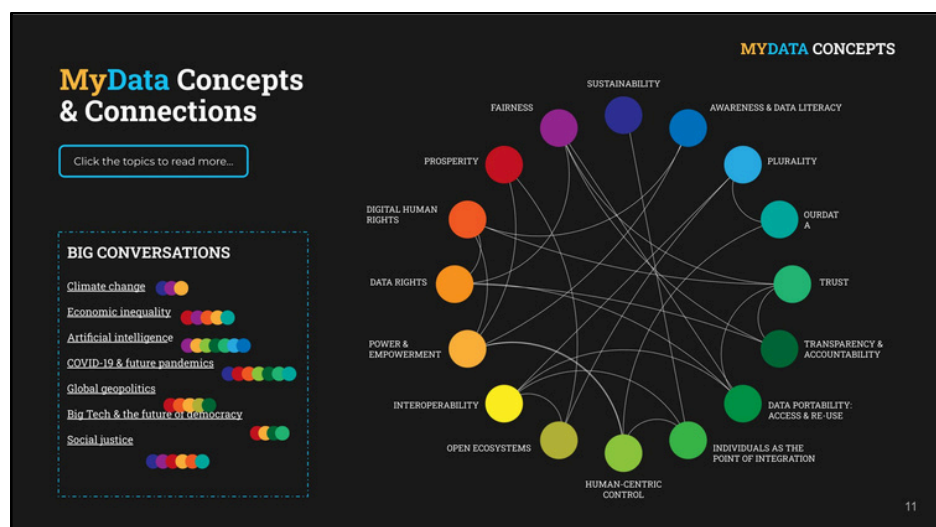 MYDATA CONCEPTS
MyData Concepts
& Connections
Click the topics to read more...
BIG CONVERSATIONS
Climate change
Economic inequality
Artificial intelligence
COVID-19 & future pandemics
Global geopolitics
Big Tech & the future of democracy
Social justice
SUSTAINABILITY
AWARENESS & DATA LITERACY
PLURALITY
OURDAT
A
TRUST
TRANSPARENCY &
ACCOUNTABILITY
DATA PORTABILITY:
ACCESS & RE-USE
INDIVIDUALS AS THE
POINT OF INTEGRATION
HUMAN-CENTRIC
CONTROL
OPEN ECOSYSTEMS
INTEROPERABILITY
POWER &
EMPOWERMENT
DATA RIGHTS
DIGITAL HUMAN
RIGHTS
PROSPERITY
FAIRNESS
11